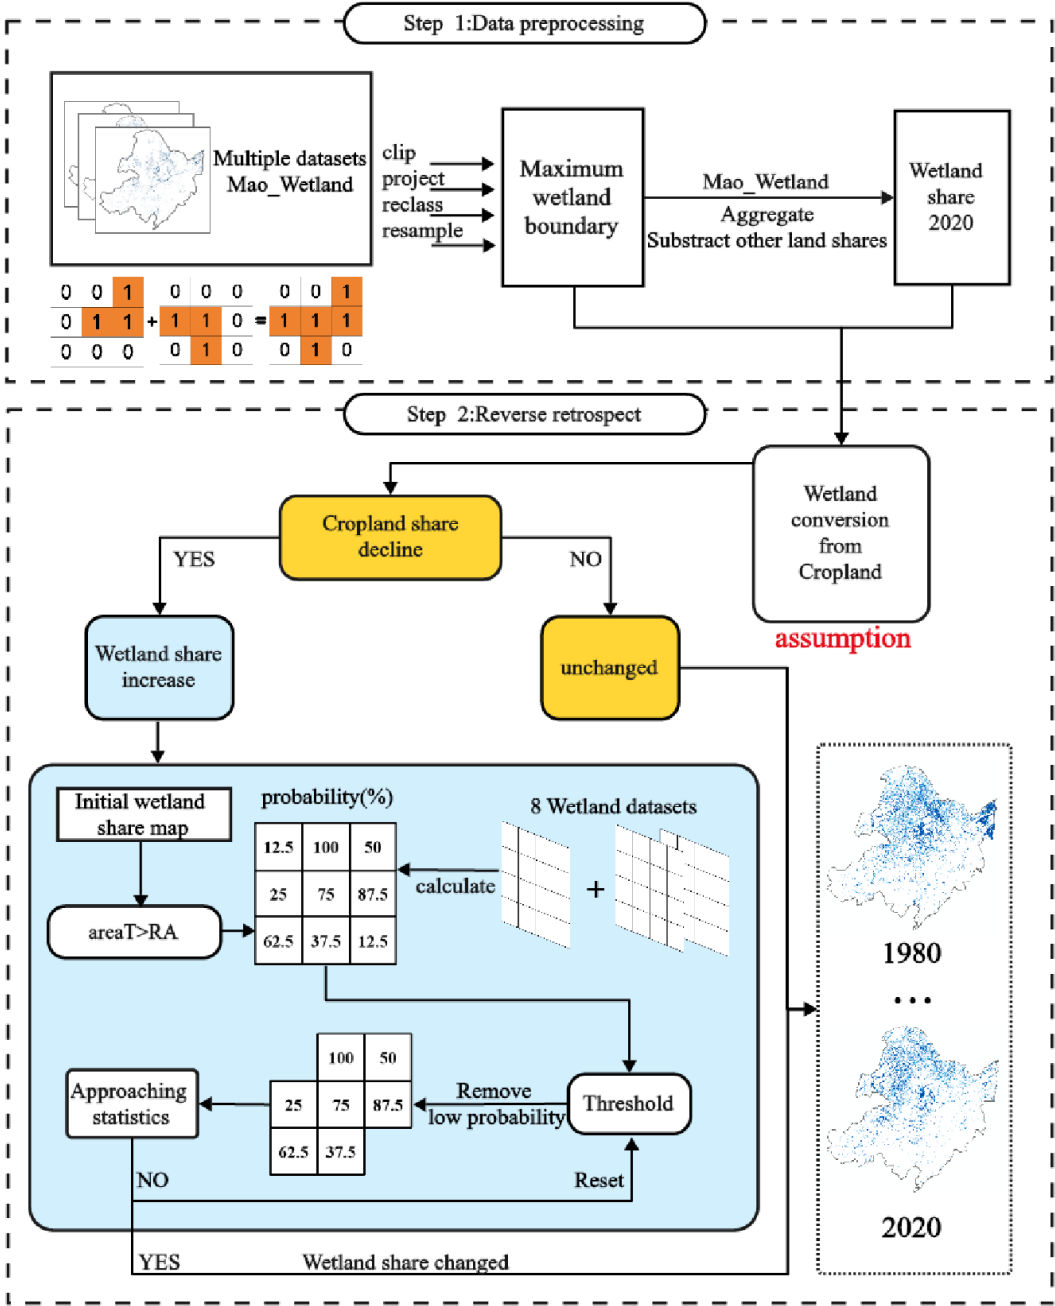 Step 1:Data preprocessing
Multiple datasets
Mao_Wetland
clip
project
reclass
resample
Maximum
wetland
boundary
Mao_Wetland
Aggregate
Substract other land shares
Wetland
share
2020
0 0 1 0 0 0 0 0 1
0 1 1 + 1 1 0 = 1 1 1
0 0 0 0 1 0 0 1 0
Step 2:Reverse retrospect
Wetland
conversion
from
Cropland
assumption
Cropland share
decline
YES
NO
Wetland share
increase
unchanged
Initial wetland
share map
areaT>RA
probability(%)
12.5 100 50
25 75 87.5
62.5 37.5 12.5
calculate
8 Wetland datasets
+
Threshold
Remove
low probability
100 50
25 75 87.5
62.5 37.5
Approaching
statistics
NO
Reset
YES
Wetland share changed
1980
...
2020